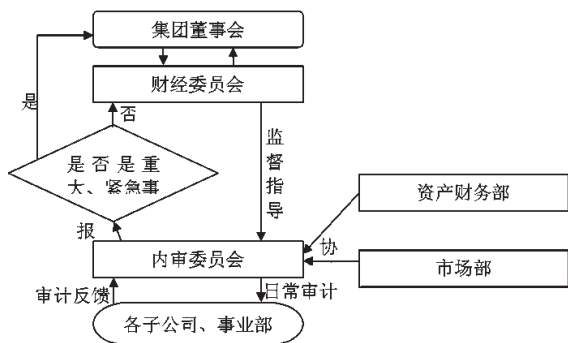 集团董事会
财经委员会
是
否
是否是重
大、紧急事
监督指导
资产财务部
报
协
内审委员会
市场部
审计反馈
日常审计
各子公司、事业部